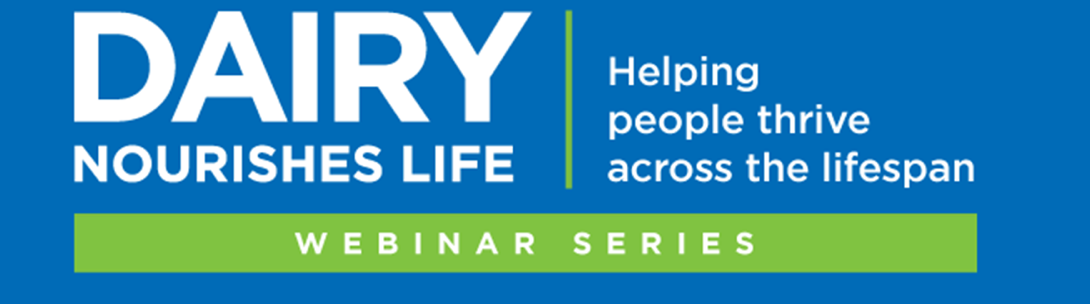 DAIRY
NOURISHES LIFE
Helping
people thrive
across the lifespan
WEBINAR SERIES